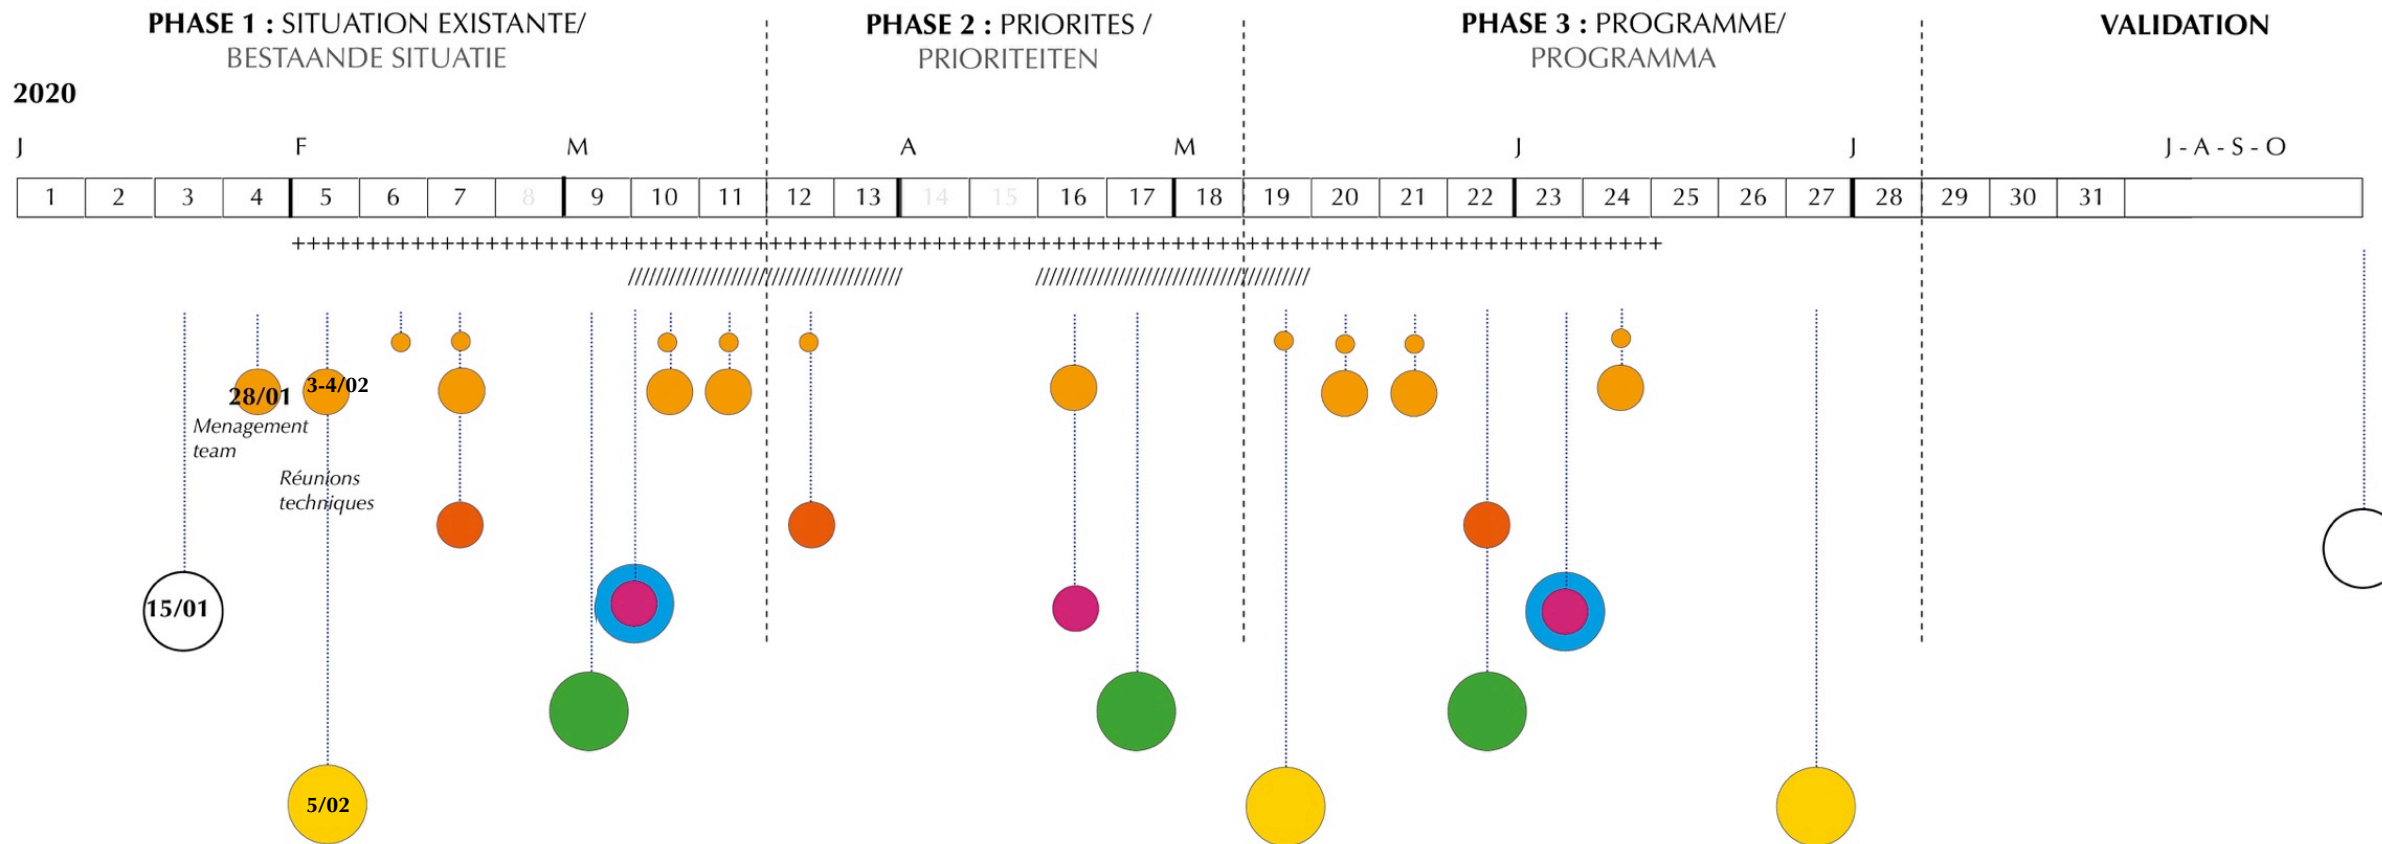 PHASE 1 : SITUATION EXISTANTE/
BESTAANDE SITUATIE
PHASE 2 : PRIORITES /
PRIORITEITEN
PHASE 3 : PROGRAMME/
PROGRAMMA
VALIDATION
2020
J F M A M J J J - A - S - O
1 2 3 4 5 6 7 8 9 10 11 12 13 14 15 16 17 18 19 20 21 22 23 24 25 26 27 28 29 30 31
28/01
3-4/02
Menagement
team
Réunions
techniques
15/01
5/02